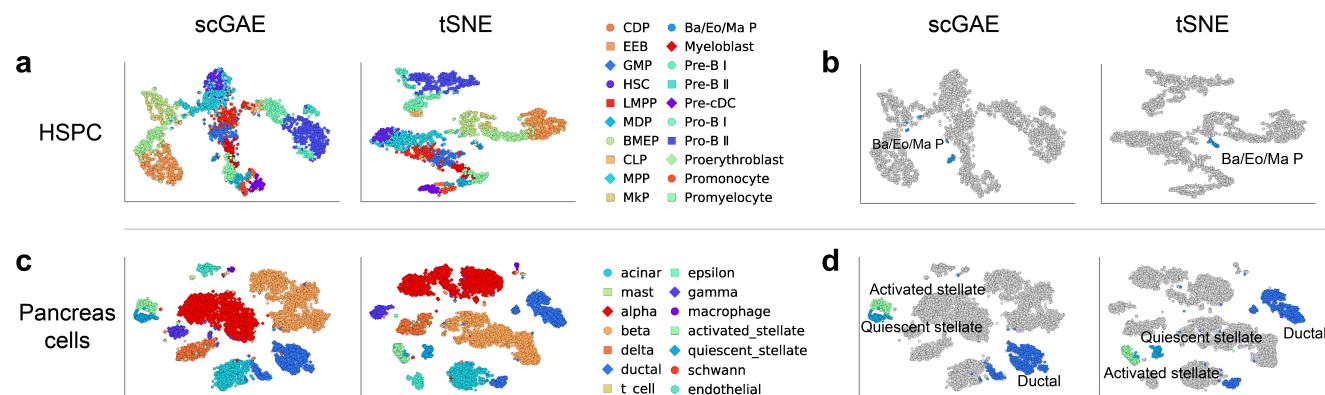 scGAE
tSNE
scGAE
tSNE
a
HSPC
CDP
EEB
GMP
HSC
LMPP
MDP
BMEP
CLP
MPP
MkP
Ba/Eo/Ma P
Myeloblast
Pre-B Ⅰ
Pre-B Ⅱ
Pre-cDC
Pro-B Ⅰ
Pro-B Ⅱ
Proerythroblast
Promonocyte
Promyelocyte
b
Ba/Eo/Ma P
Ba/Eo/Ma P
c
Pancreas
cells
acinar
mast
alpha
beta
delta
ductal
t_cell
epsilon
gamma
macrophage
activated_stellate
quiescent_stellate
schwann
endothelial
d
Activated stellate
Quiescent stellate
Ductal
Ductal
Quiescent stellate
Activated stellate